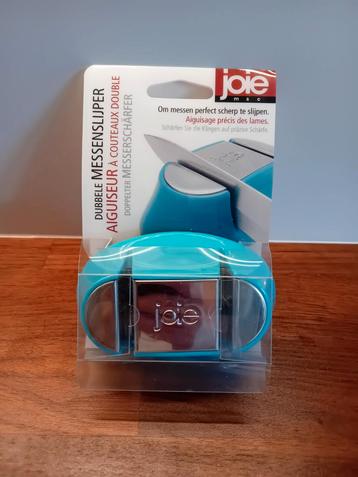 joie
msc
Om messen perfect scherp te slijpen.
Aiguisage précis des lames.
Schärfen Sie die Klingen auf präzise Schärfe.
DUBBELE MESSENSLIJPER
AIGUISEUR À COUTEAUX DOUBLE
DOPPELTER MESSERSCHÄRFER
joie